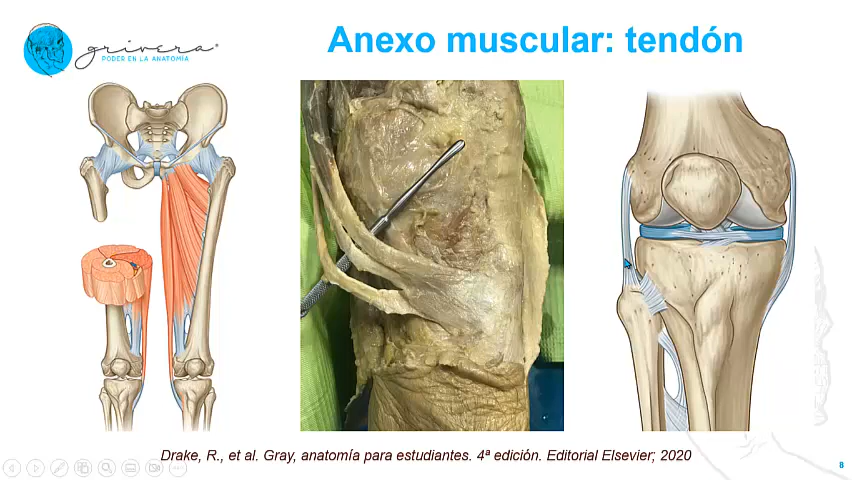 grivera®
PODER EN LA ANATOMÍA
Anexo muscular: tendón
Drake, R., et al. Gray, anatomía para estudiantes. 4ª edición. Editorial Elsevier; 2020
8